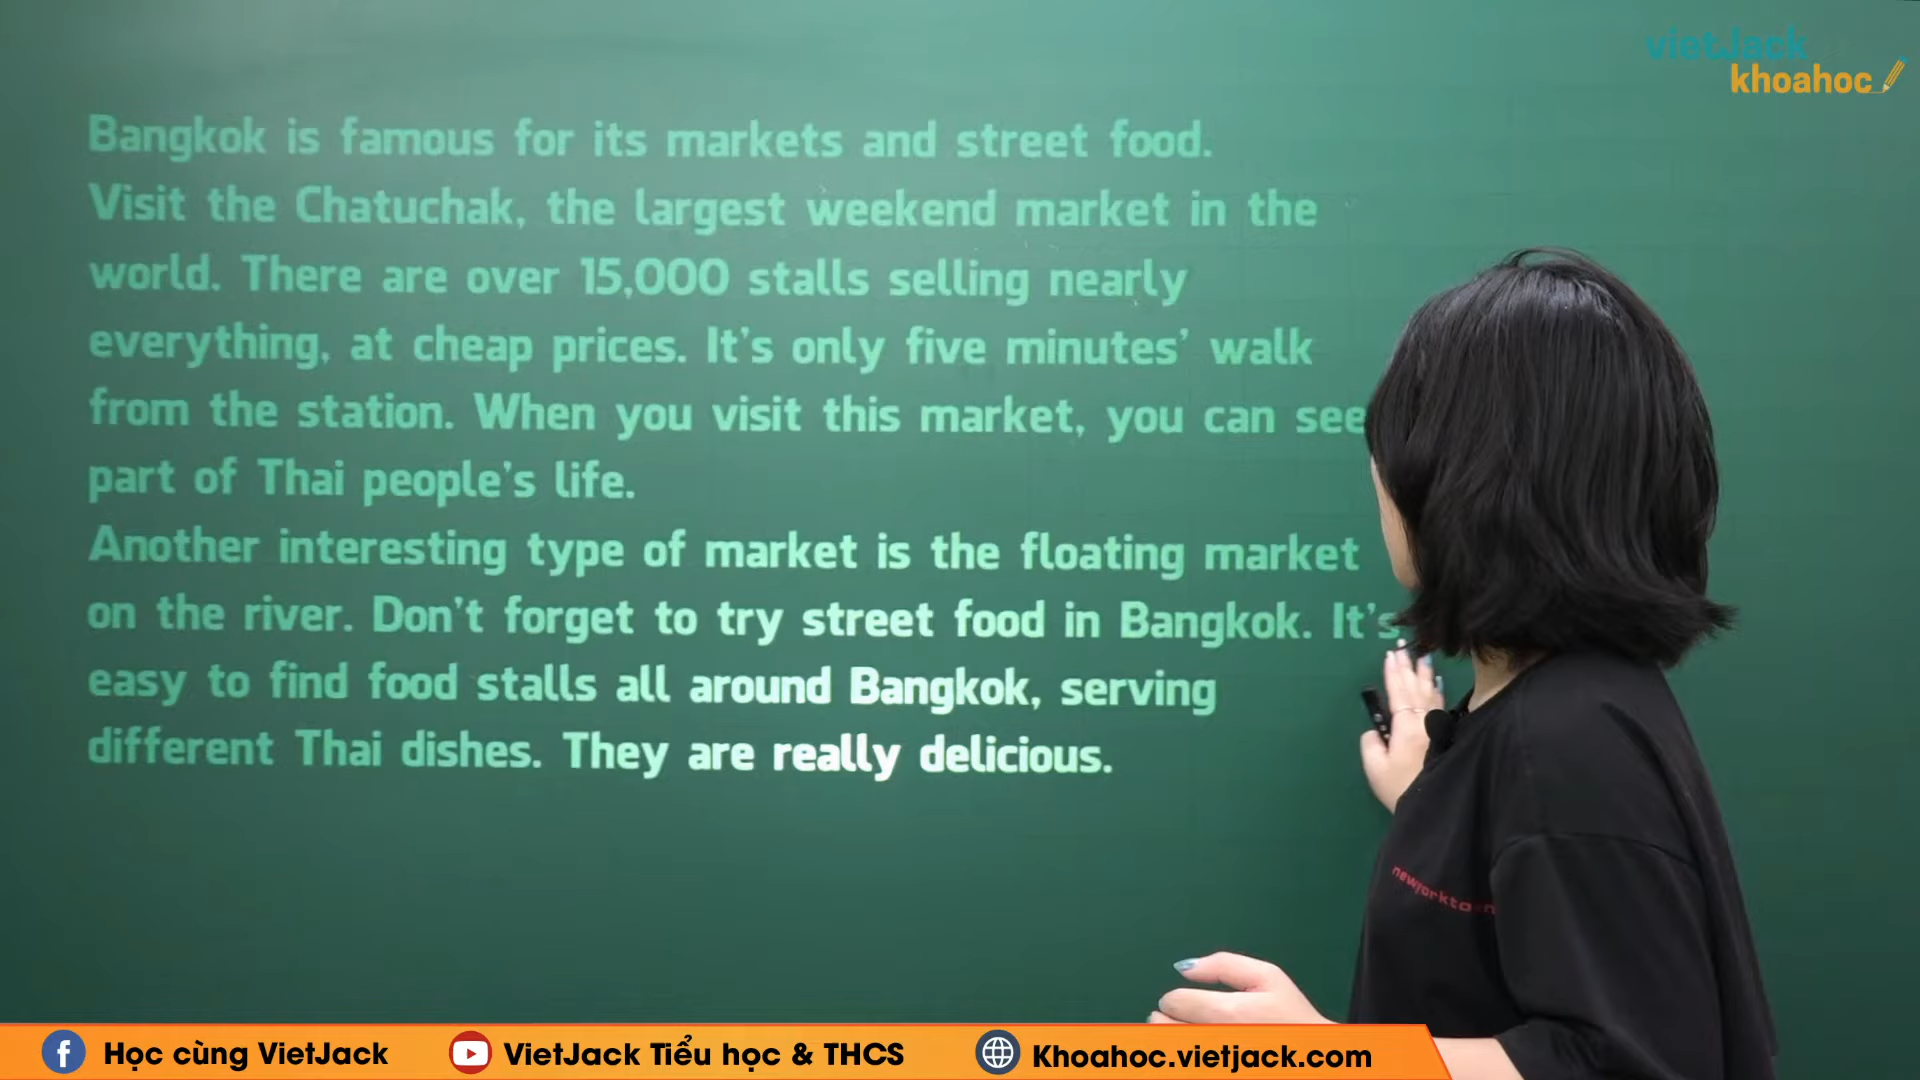 vietJack
khoahoc
Bangkok is famous for its markets and street food.
Visit the Chatuchak, the largest weekend market in the
world. There are over 15,000 stalls selling nearly
everything, at cheap prices. It's only five minutes' walk
from the station. When you visit this market, you can see
part of Thai people's life.
Another interesting type of market is the floating market
on the river. Don't forget to try street food in Bangkok. It's
easy to find food stalls all around Bangkok, serving
different Thai dishes. They are really delicious.
newyorktown
Học cùng VietJack
VietJack Tiểu học & THCS
Khoahoc.vietjack.com